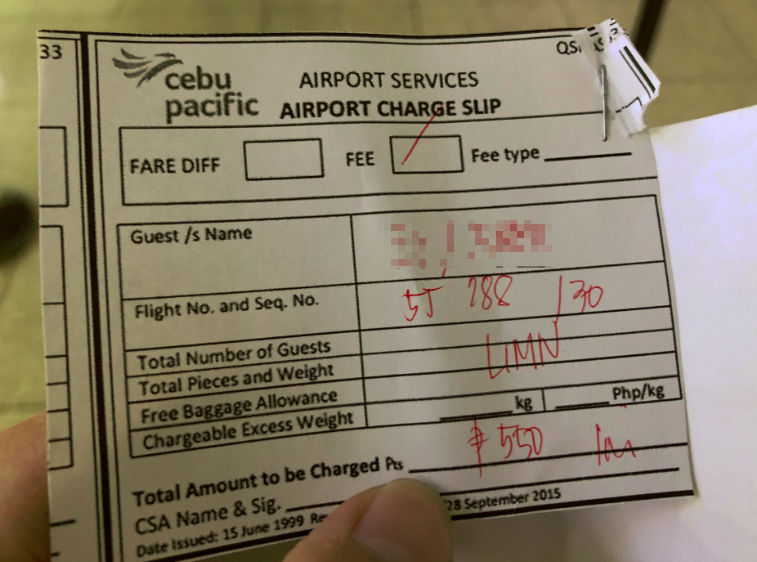 33
cebu
pacific
AIRPORT SERVICES
AIRPORT CHARGE SLIP
FARE DIFF FEE Fee type
Guest /s Name
Flight No. and Seq. No. 5J 188 / 30
Total Number of Guests
Total Pieces and Weight LIMN
Free Baggage Allowance
Chargeable Excess Weight kg Php/kg
Total Amount to be Charged Pts ₱ 550
CSA Name & Sig.
Date Issued: 15 June 1999 28 September 2015